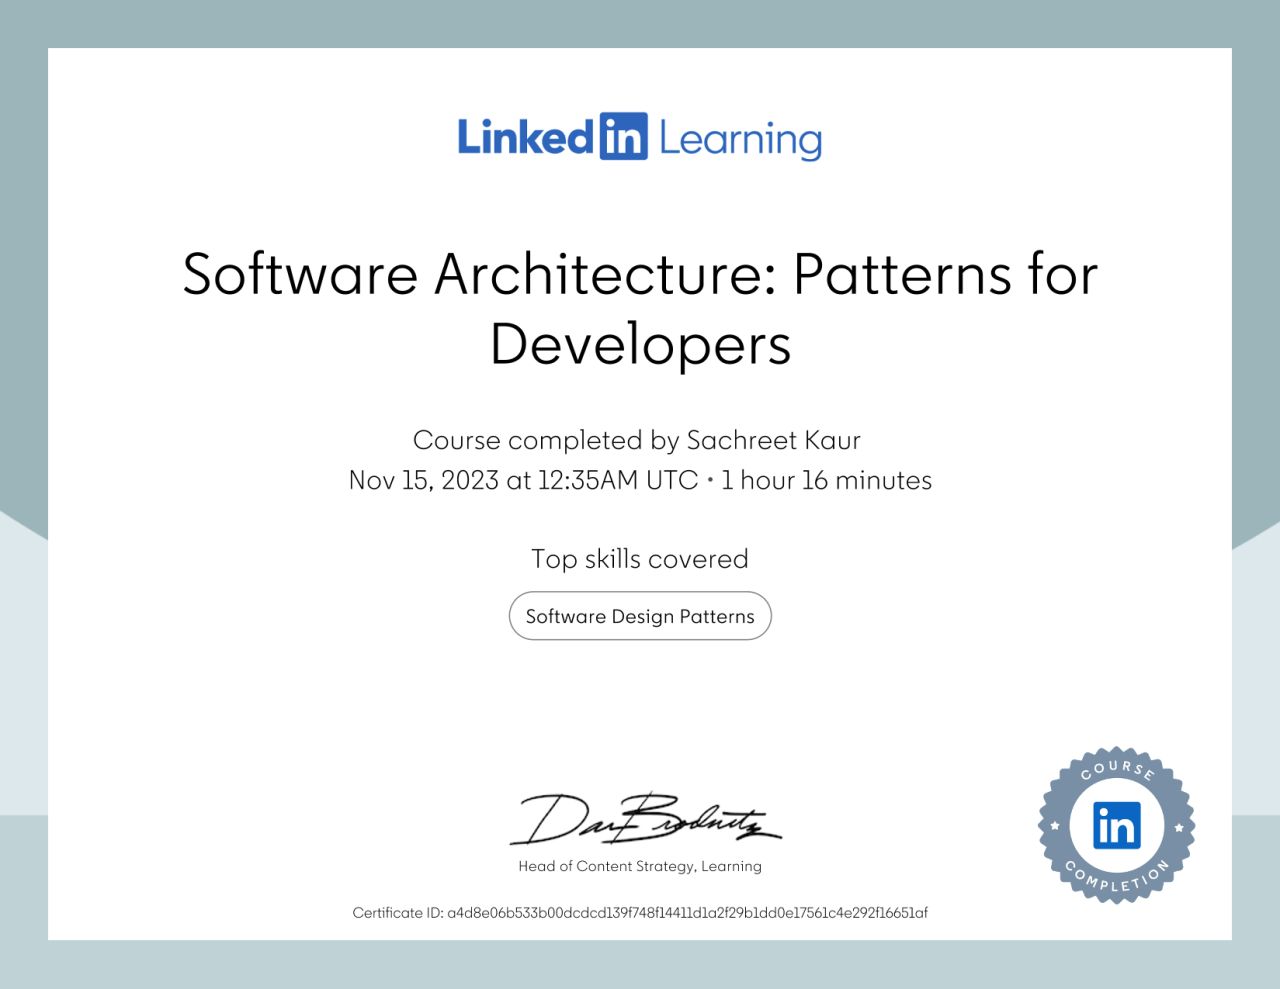 Linked in Learning
Software Architecture: Patterns for
Developers
Course completed by Sachreet Kaur
Nov 15, 2023 at 12:35AM UTC • 1 hour 16 minutes
Top skills covered
Software Design Patterns
Dan Brodnitz
Head of Content Strategy, Learning
Certificate ID: a4d8e06b533b00dcdcd139f748f14411d1a2f29b1dd0e17561c4e292f16651af
COURSE
in
COMPLETION